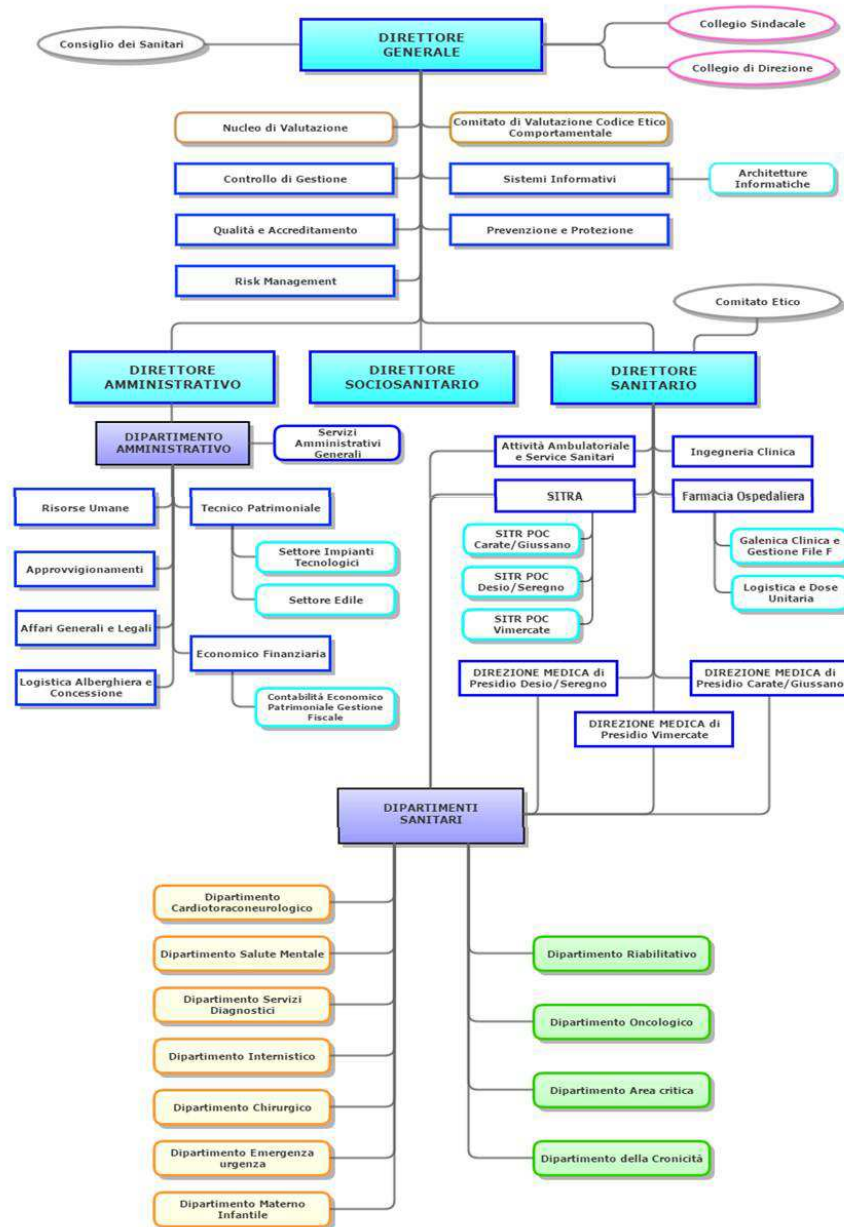 DIRETTORE
GENERALE
Consiglio dei Sanitari
Collegio Sindacale
Collegio di Direzione
Nucleo di Valutazione
Comitato di Valutazione Codice Etico
Comportamentale
Controllo di Gestione
Sistemi Informativi
Architetture
Informatiche
Qualità e Accreditamento
Prevenzione e Protezione
Risk Management
Comitato Etico
DIRETTORE
AMMINISTRATIVO
DIRETTORE
SOCIOSANITARIO
DIRETTORE
SANITARIO
DIPARTIMENTO
AMMINISTRATIVO
Servizi
Amministrativi
Generali
Risorse Umane
Tecnico Patrimoniale
Settore Impianti
Tecnologici
Approvvigionamenti
Settore Edile
Affari Generali e Legali
Economico Finanziaria
Logistica Alberghiera e
Concessione
Contabilità Economico
Patrimoniale Gestione
Fiscale
Attività Ambulatoriale
e Service Sanitari
Ingegneria Clinica
SITRA
Farmacia Ospedaliera
SITR POC
Carate/Giussano
Galenica Clinica e
Gestione File F
SITR POC
Desio/Seregno
Logistica e Dose
Unitaria
SITR POC
Vimercate
DIREZIONE MEDICA di
Presidio Desio/Seregno
DIREZIONE MEDICA di
Presidio Carate/Giussano
DIREZIONE MEDICA di
Presidio Vimercate
DIPARTIMENTI
SANITARI
Dipartimento
Cardiotoraconeurologico
Dipartimento Salute Mentale
Dipartimento Servizi
Diagnostici
Dipartimento Internistico
Dipartimento Chirurgico
Dipartimento Emergenza
urgenza
Dipartimento Materno
Infantile
Dipartimento Riabilitativo
Dipartimento Oncologico
Dipartimento Area critica
Dipartimento della Cronicità